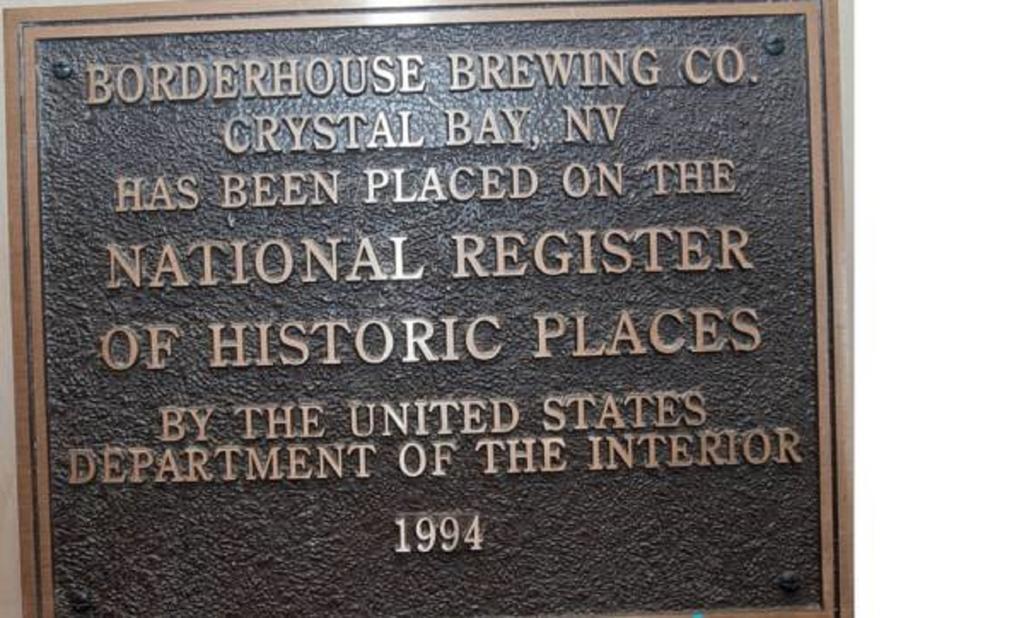 BORDERHOUSE BREWING CO.
CRYSTAL BAY, NV
HAS BEEN PLACED ON THE
NATIONAL REGISTER
OF HISTORIC PLACES
BY THE UNITED STATES
DEPARTMENT OF THE INTERIOR
1994